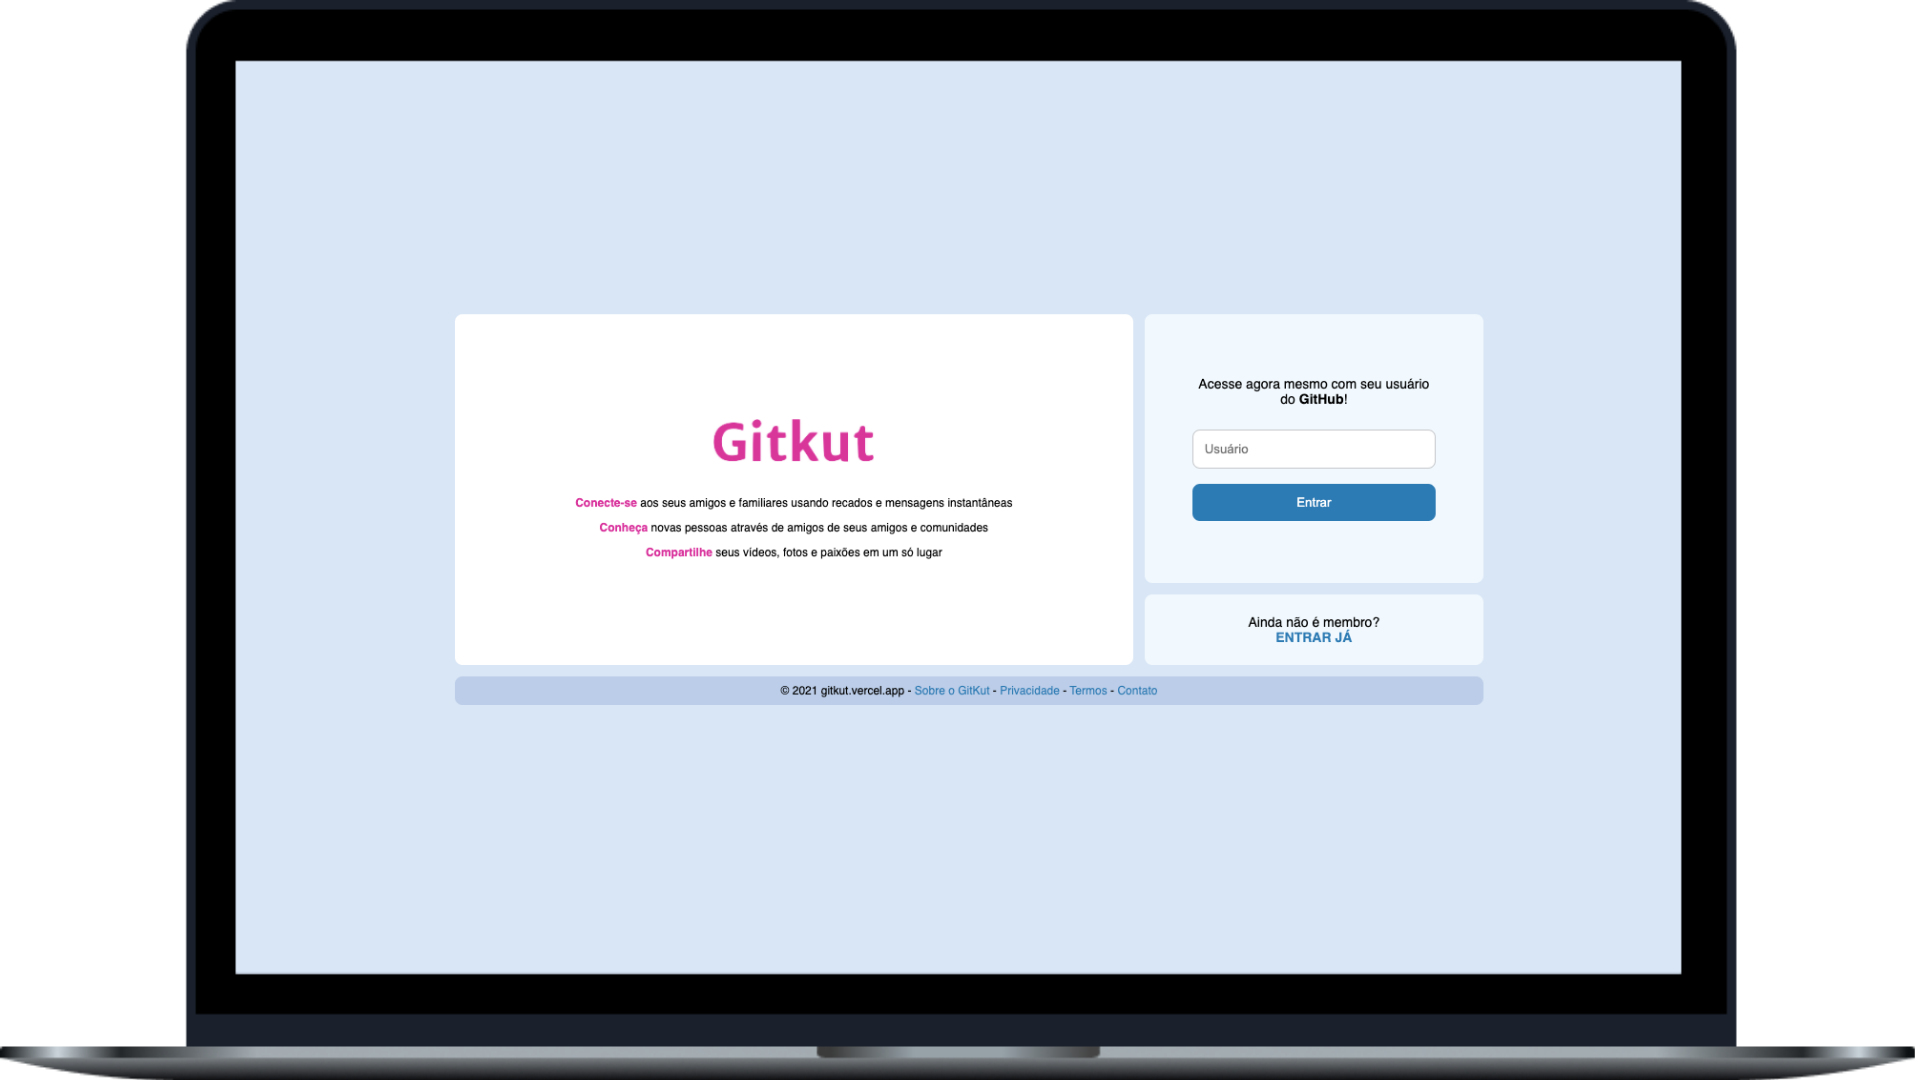 Gitkut
Conecte-se aos seus amigos e familiares usando recados e mensagens instantâneas
Conheça novas pessoas através de amigos de seus amigos e comunidades
Compartilhe seus vídeos, fotos e paixões em um só lugar
Acesse agora mesmo com seu usuário
do GitHub!
Usuário
Entrar
Ainda não é membro?
ENTRAR JÁ
© 2021 gitkut.vercel.app - Sobre o GitKut - Privacidade - Termos - Contato